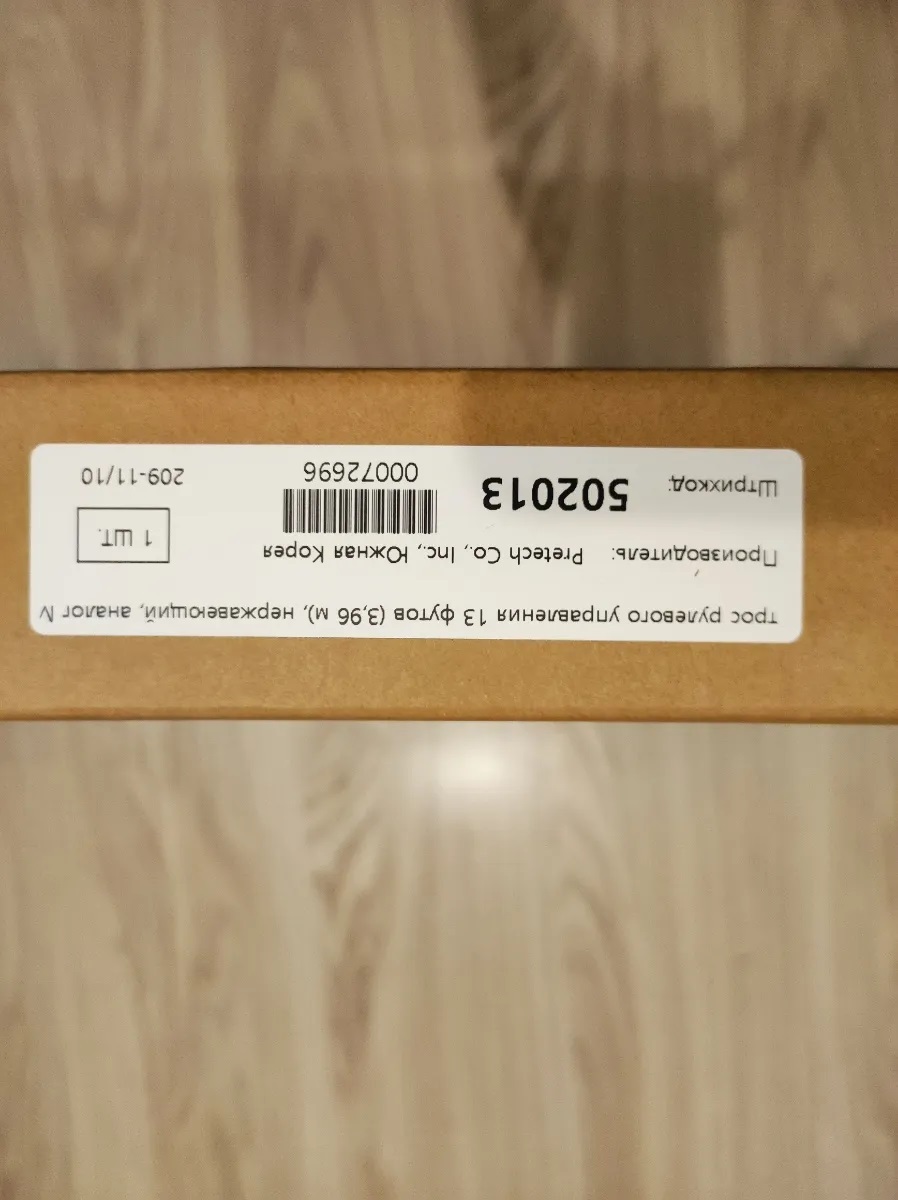 трос рулевого управления 13 футов (3,96 м), нержавеющий, аналог
Производитель: Pretech Co., Inc., Южная Корея
1 ШТ.
Штрихкод: 502013
00072696
209-11/10